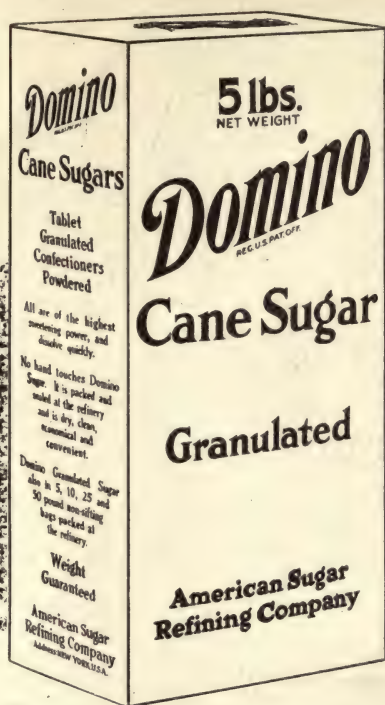 Domino
REG.U.S.PAT.OFF.
Cane Sugars
Tablet
Granulated
Confectioners
Powdered
All are of the highest
sweetening power, and
dissolve quickly.
No hand touches Domino
Sugar. It is packed and
sealed at the refinery
and is dry, clean,
economical and
convenient.
Domino Granulated Sugar
also in 5, 10, 25 and
50 pound non-sifting
bags packed at
the refinery.
Weight
Guaranteed
American Sugar
Refining Company
Address NEW YORK, U.S.A.
5 lbs.
NET WEIGHT
Domino
REG. U.S. PAT. OFF.
Cane Sugar
Granulated
American Sugar
Refining Company